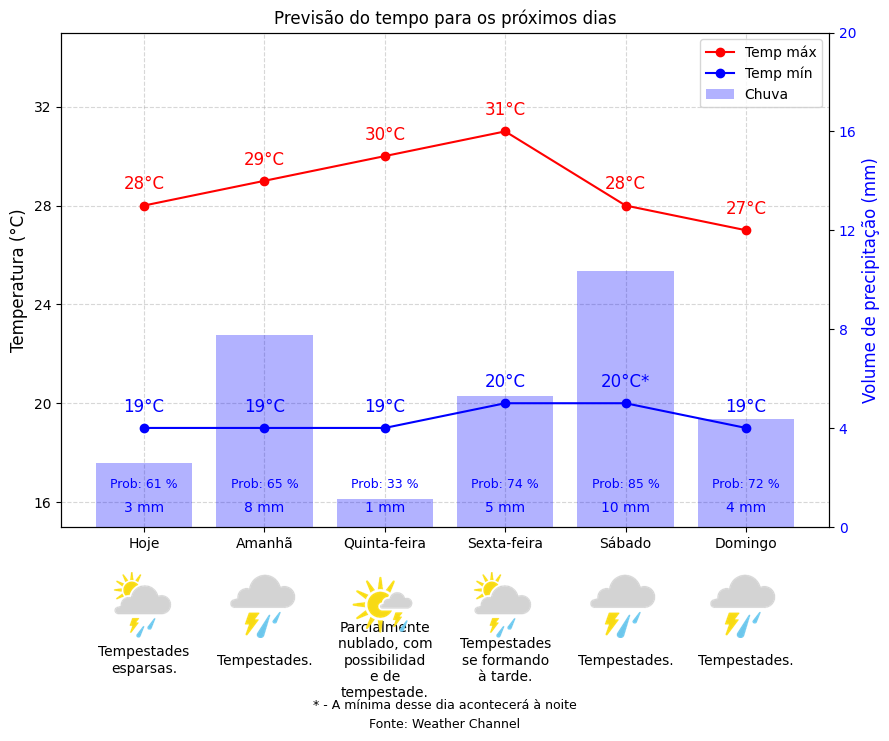 Previsão do tempo para os próximos dias
Temp máx
Temp mín
Chuva
Temperatura (°C)
32
28
24
20
16
Volume de precipitação (mm)
20
16
12
8
4
0
28°C
29°C
30°C
31°C
28°C
27°C
19°C
19°C
19°C
20°C
20°C*
19°C
Prob: 61 %
Prob: 65 %
Prob: 33 %
Prob: 74 %
Prob: 85 %
Prob: 72 %
3 mm
8 mm
1 mm
5 mm
10 mm
4 mm
Hoje
Amanhã
Quinta-feira
Sexta-feira
Sábado
Domingo
Tempestades
esparsas.
Tempestades.
Parcialmente
nublado, com
possibilidad
e de
tempestade.
Tempestades
se formando
à tarde.
Tempestades.
Tempestades.
* - A mínima desse dia acontecerá à noite
Fonte: Weather Channel